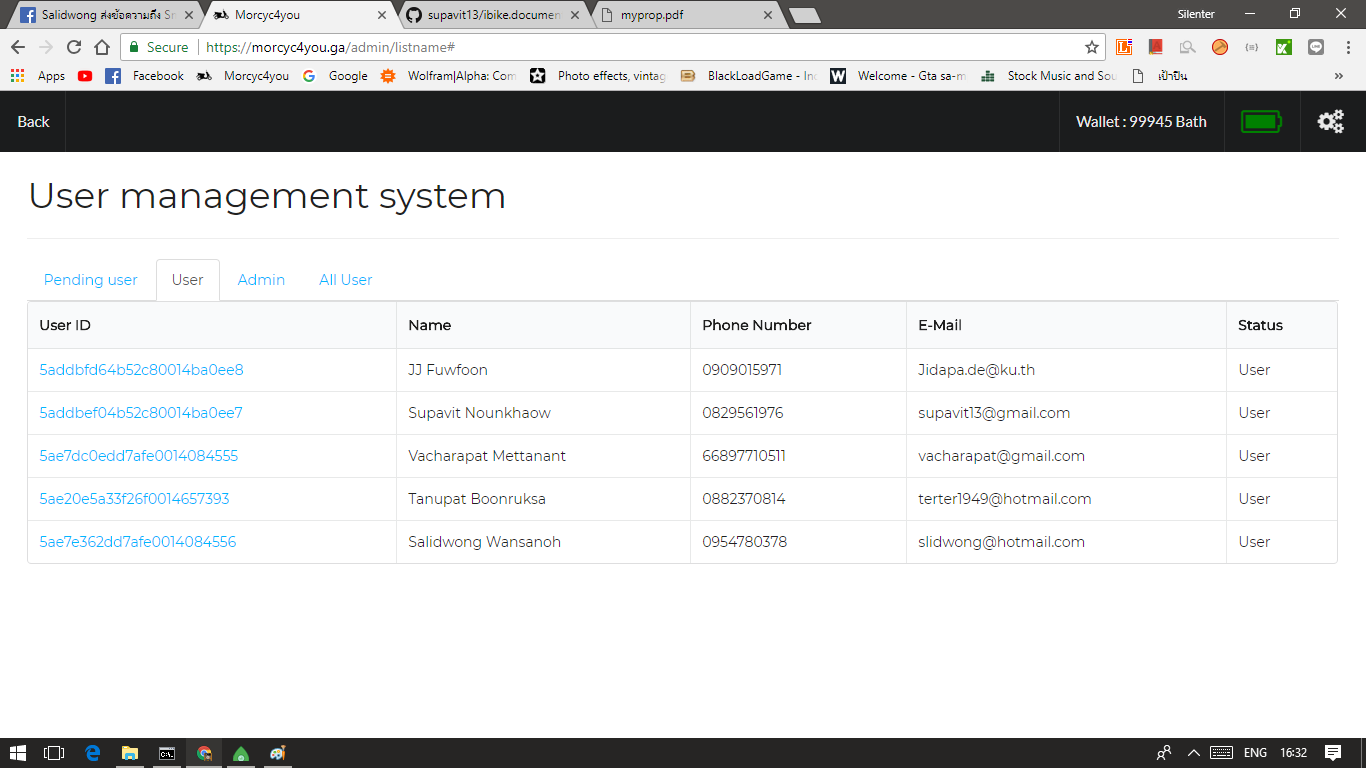 Salidwong ส่งข้อความถึง Sr
Morcyc4you
supavit13/ibike.documen
myprop.pdf
Silenter
Secure
https://morcyc4you.ga/admin/listname#
Apps
Facebook
Morcyc4you
Google
Wolfram|Alpha: Com
Photo effects, vintag
BlackLoadGame - Inc
Welcome - Gta sa-m
Stock Music and Sou
เป้าปืน
»
Back
Wallet : 99945 Bath
User management system
Pending user
User
Admin
All User
User ID Name Phone Number E-Mail Status
5addbfd64b52c80014ba0ee8 JJ Fuwfoon 0909015971 Jidapa.de@ku.th User
5addbef04b52c80014ba0ee7 Supavit Nounkhaow 0829561976 supavit13@gmail.com User
5ae7dc0edd7afe0014084555 Vacharapat Mettanant 66897710511 vacharapat@gmail.com User
5ae20e5a33f26f0014657393 Tanupat Boonruksa 0882370814 terter1949@hotmail.com User
5ae7e362dd7afe0014084556 Salidwong Wansanoh 0954780378 slidwong@hotmail.com User
ENG
16:32